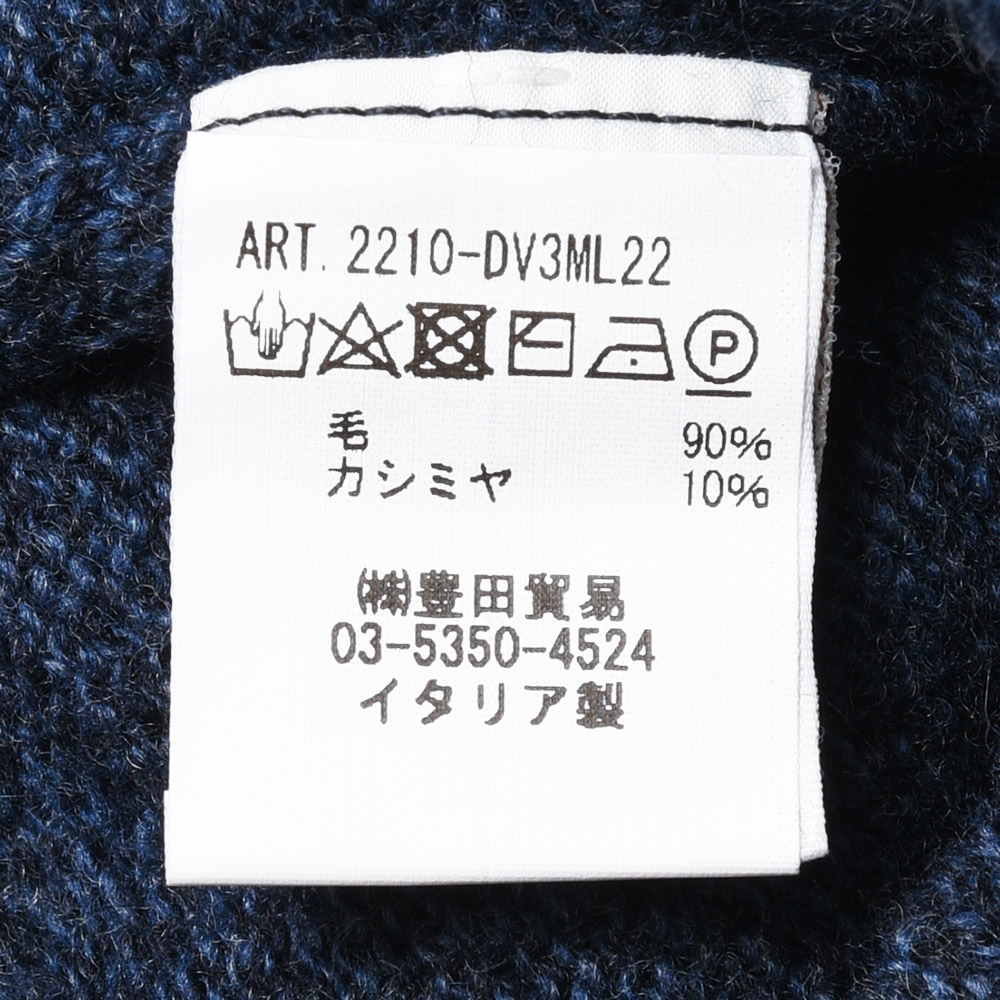 ART. 2210-DV3ML22
P
毛 90%
カシミヤ 10%
㈱豊田貿易
03-5350-4524
イタリア製